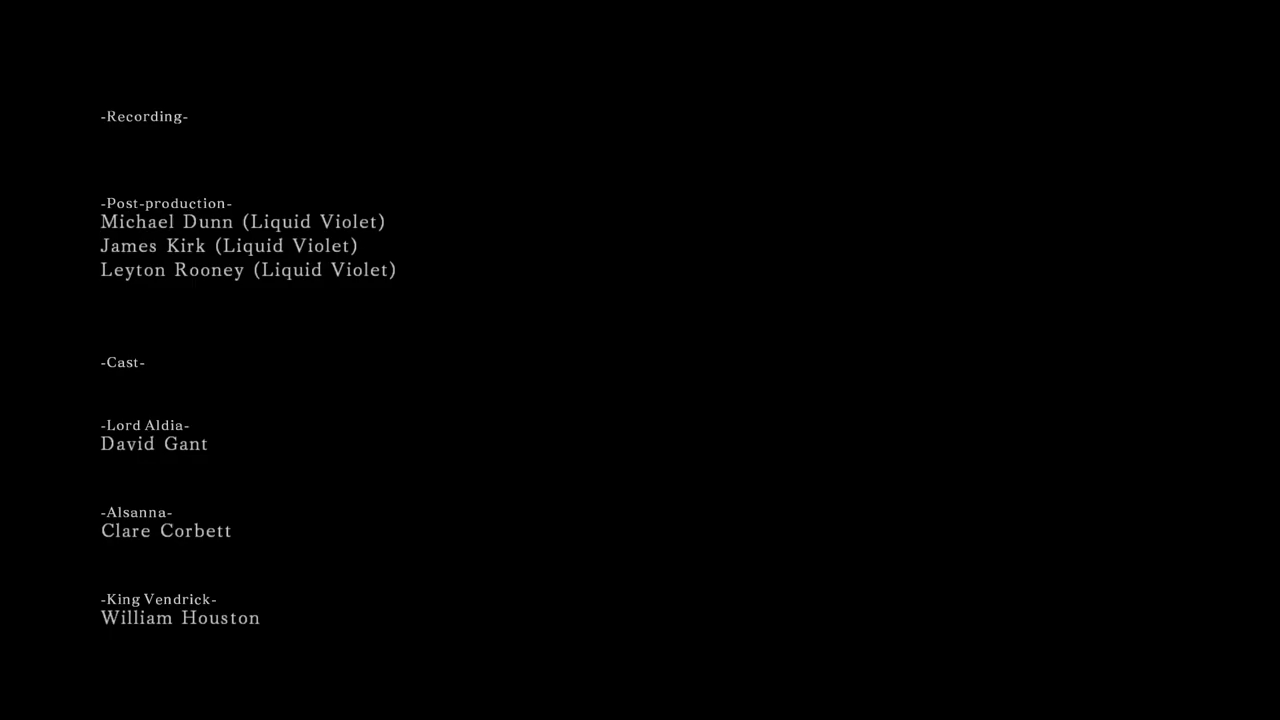 -Recording-
-Post-production-
Michael Dunn (Liquid Violet)
James Kirk (Liquid Violet)
Leyton Rooney (Liquid Violet)
-Cast-
-Lord Aldia-
David Gant
-Alsanna-
Clare Corbett
-King Vendrick-
William Houston